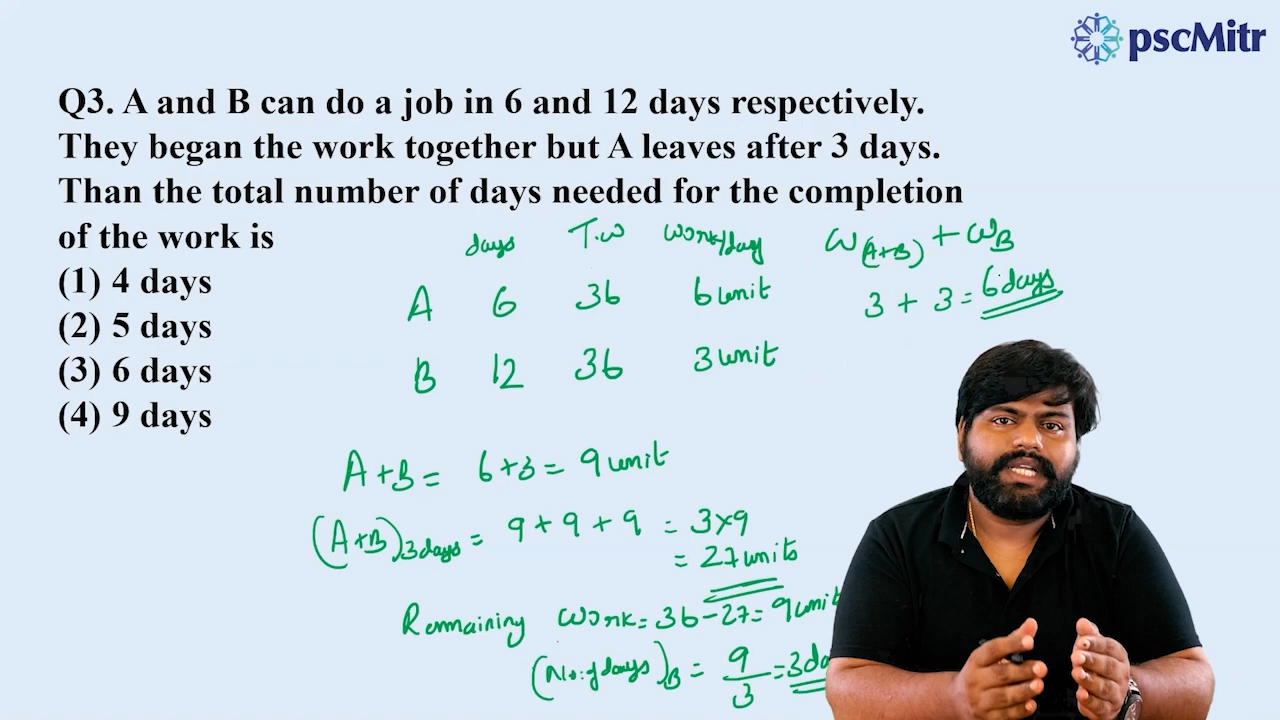 pscMitr
Q3. A and B can do a job in 6 and 12 days respectively.
They began the work together but A leaves after 3 days.
Than the total number of days needed for the completion
of the work is
(1) 4 days
(2) 5 days
(3) 6 days
(4) 9 days
days T.W work/day
A 6 36 6 unit
B 12 36 3 unit
W(A+B) + WB
3 + 3 = 6 days
A+B = 6+3 = 9 unit
(A+B)3days = 9 + 9 + 9 = 3×9
= 27 units
Remaining work = 36 - 27 = 9 unit
(No: of days)B = 9/3 = 3 da